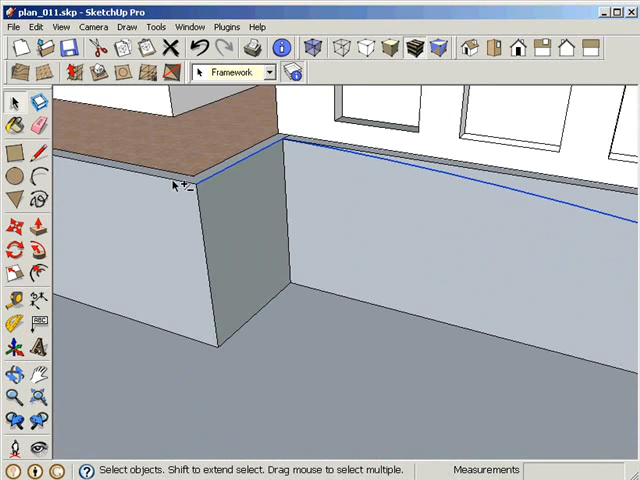 plan_011.skp - SketchUp Pro
File Edit View Camera Draw Tools Window Plugins Help
Framework
ABC
Select objects. Shift to extend select. Drag mouse to select multiple. Measurements